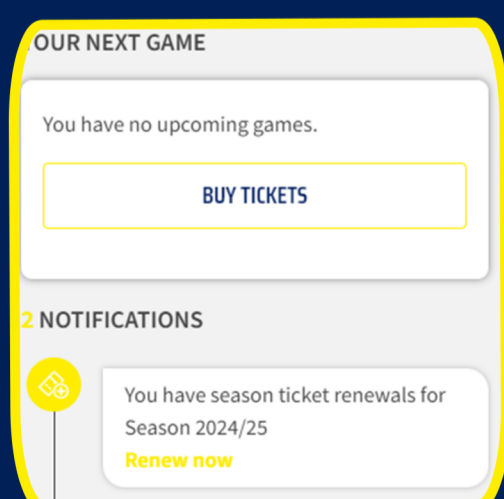 OUR NEXT GAME
You have no upcoming games.
BUY TICKETS
2 NOTIFICATIONS
You have season ticket renewals for
Season 2024/25
Renew now